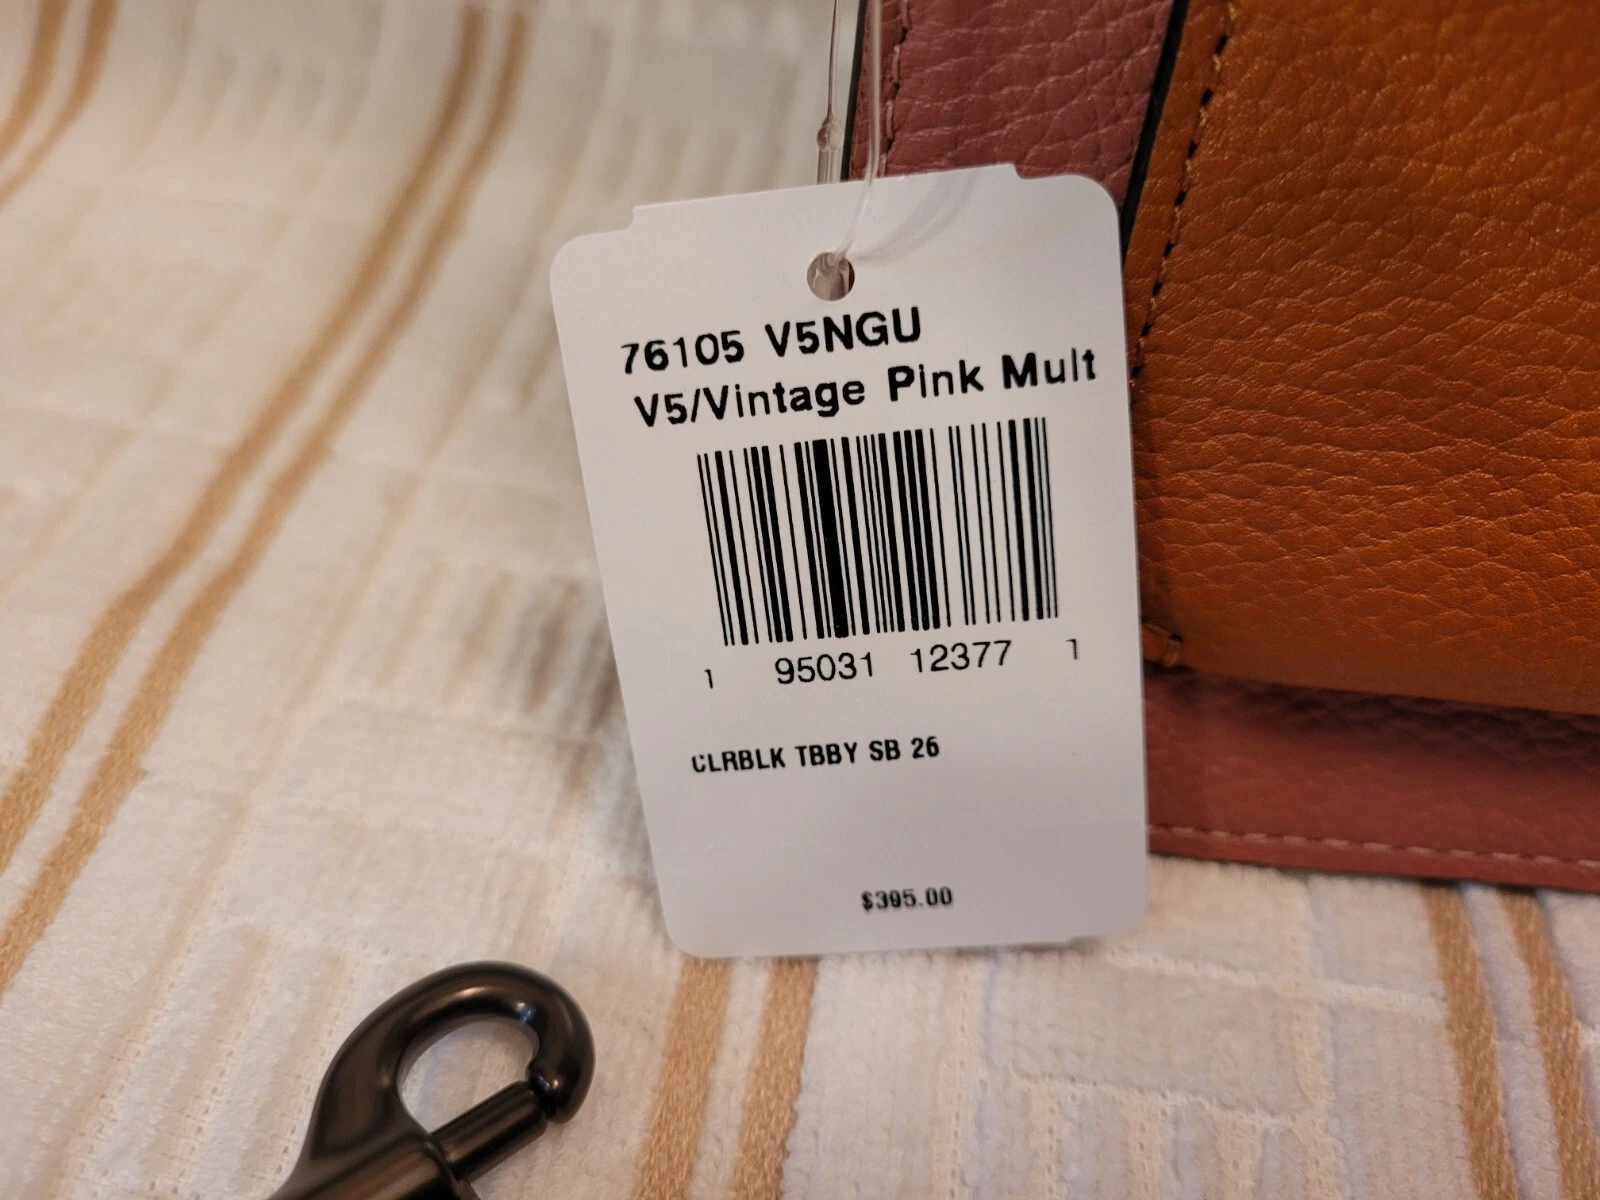 76105 V5NGU
V5/Vintage Pink Mult
1 95031 12377 1
CLRBLK TBBY SB 26
$395.00